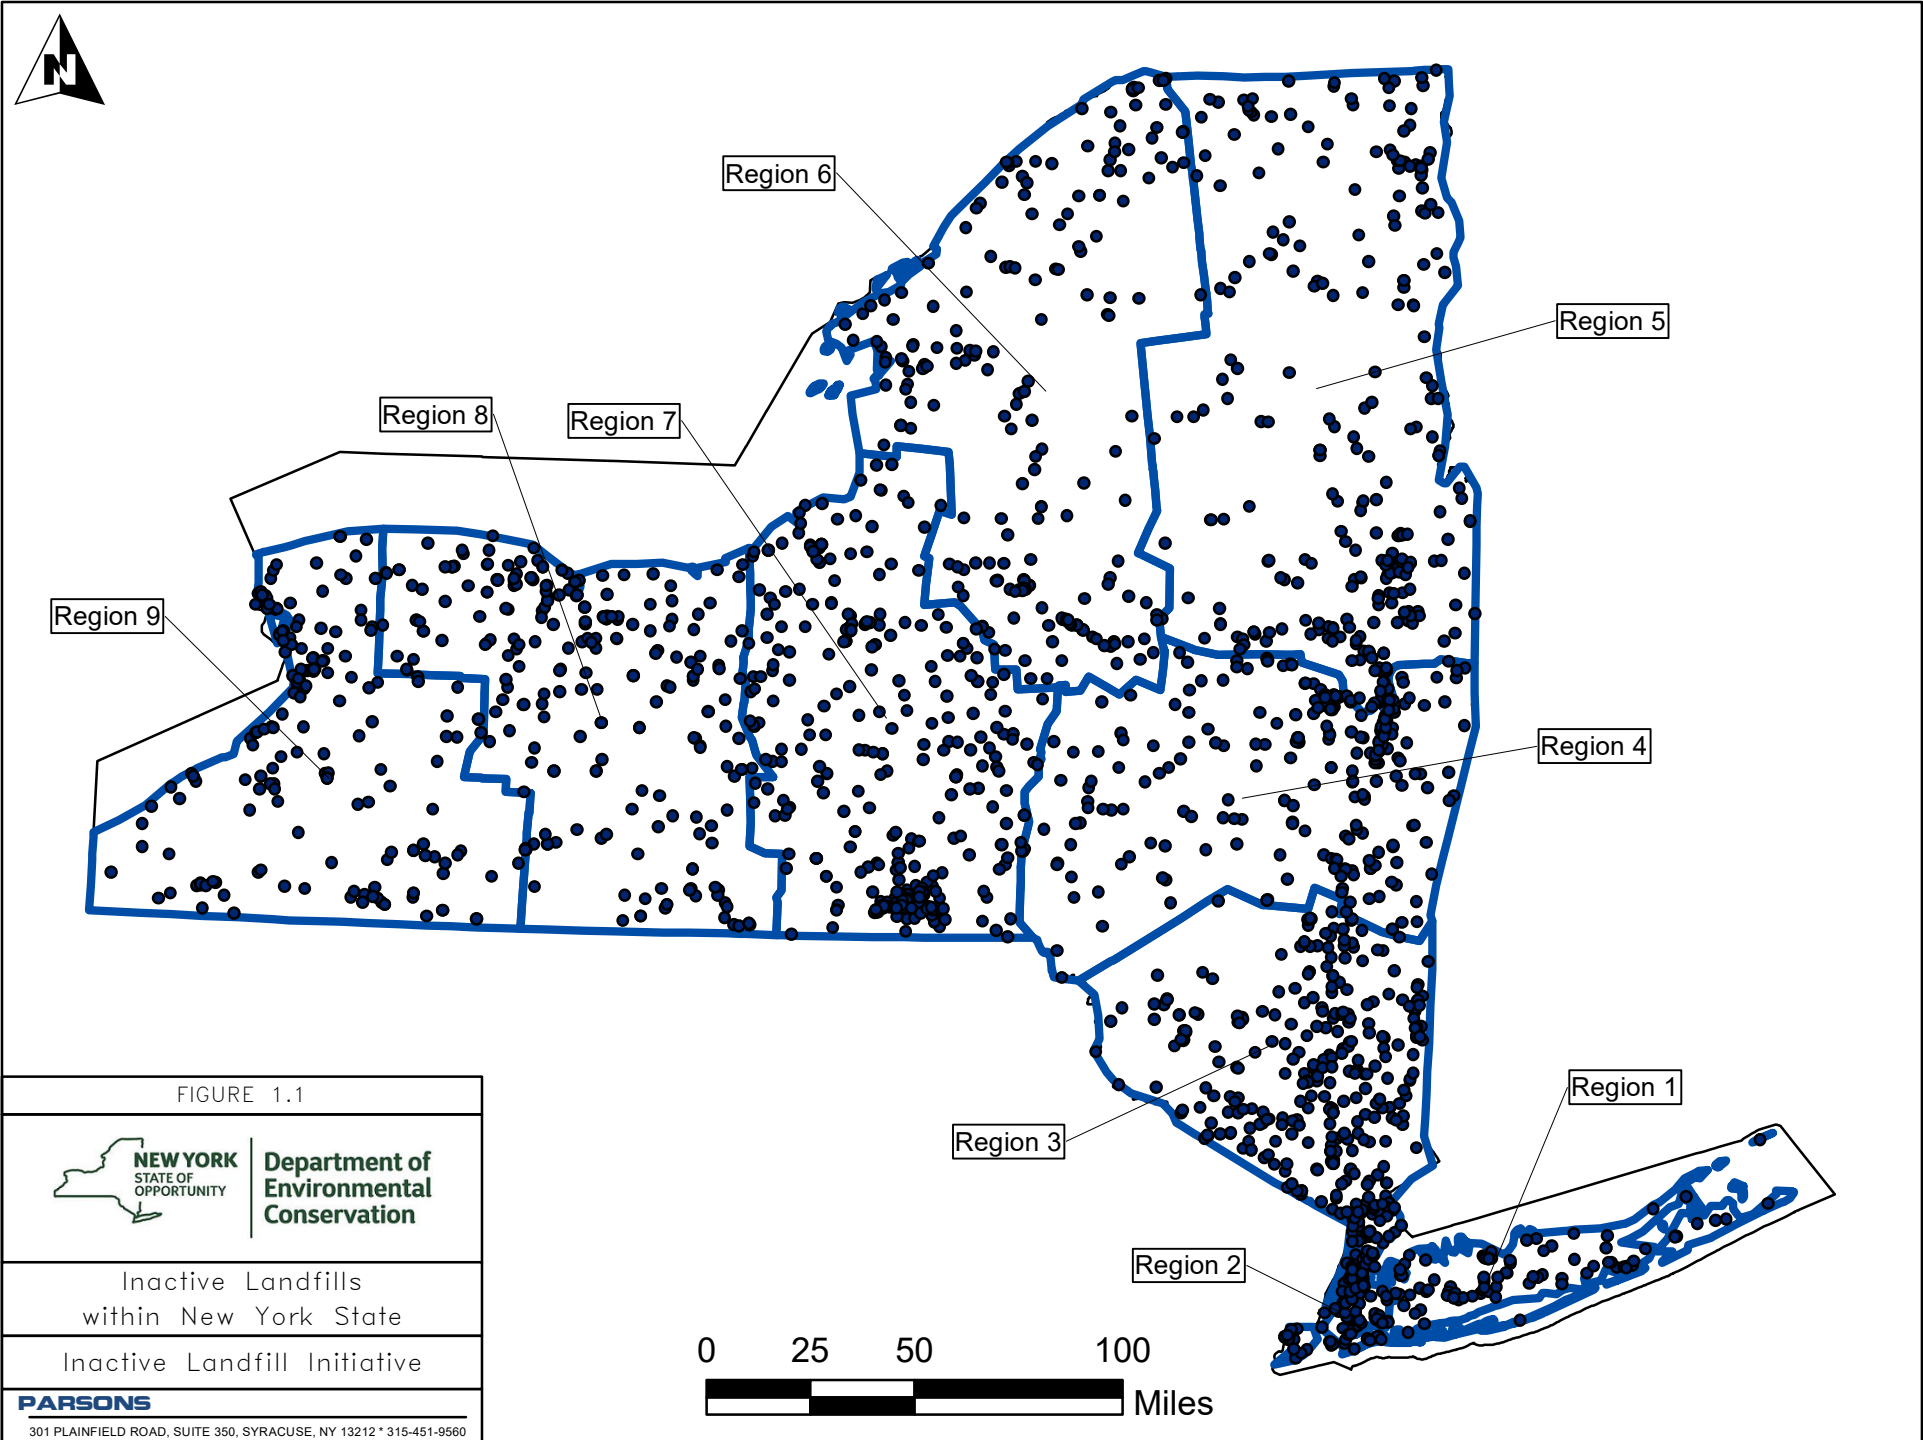 N
Region 6
Region 5
Region 8
Region 7
Region 9
Region 4
Region 1
Region 3
Region 2
FIGURE 1.1
NEW YORK
STATE OF
OPPORTUNITY
Department of
Environmental
Conservation
Inactive Landfills
within New York State
Inactive Landfill Initiative
PARSONS
301 PLAINFIELD ROAD, SUITE 350, SYRACUSE, NY 13212 * 315-451-9560
0 25 50 100
Miles